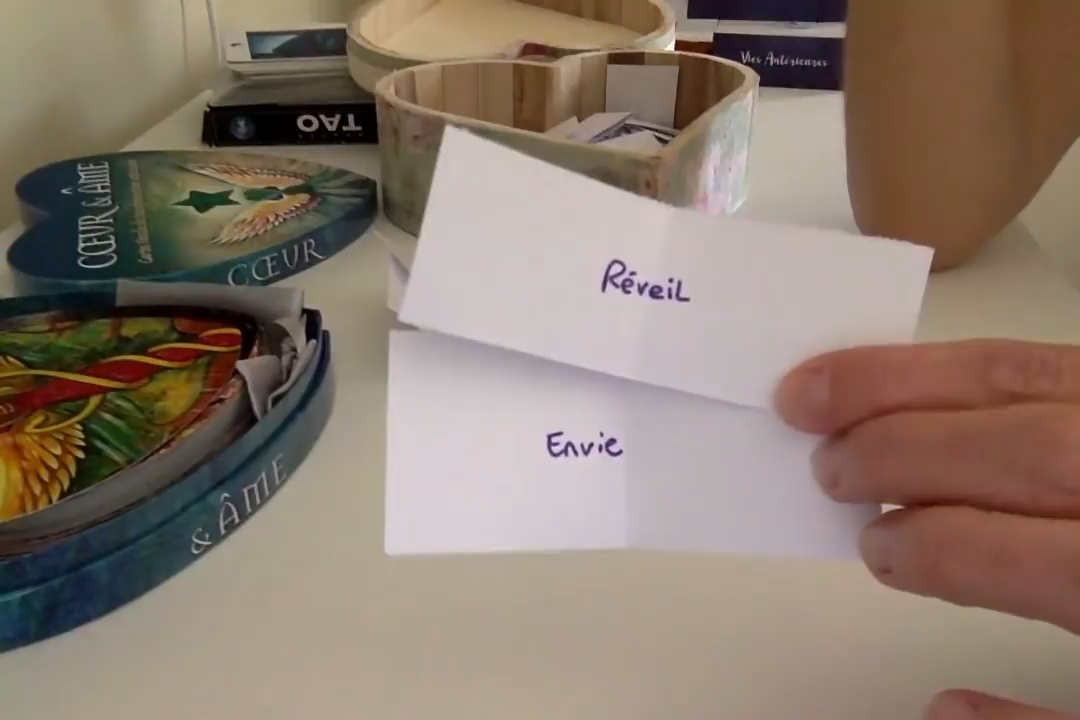 Vies Antérieures
TAO
CŒUR & ÂME
CŒUR
Réveil
Envie
& ÂME